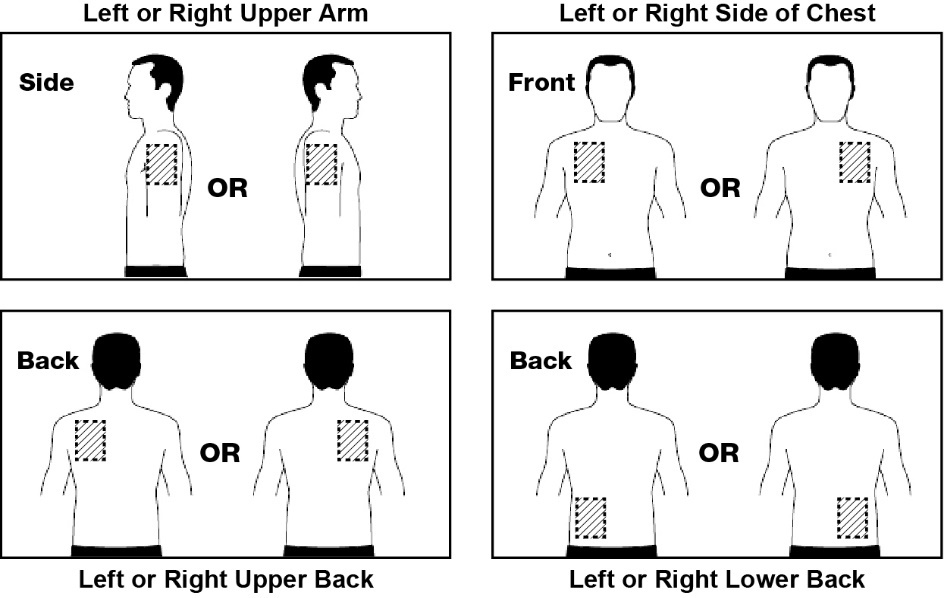 Left or Right Upper Arm
Side
OR
Left or Right Side of Chest
Front
OR
Back
OR
Left or Right Upper Back
Back
OR
Left or Right Lower Back